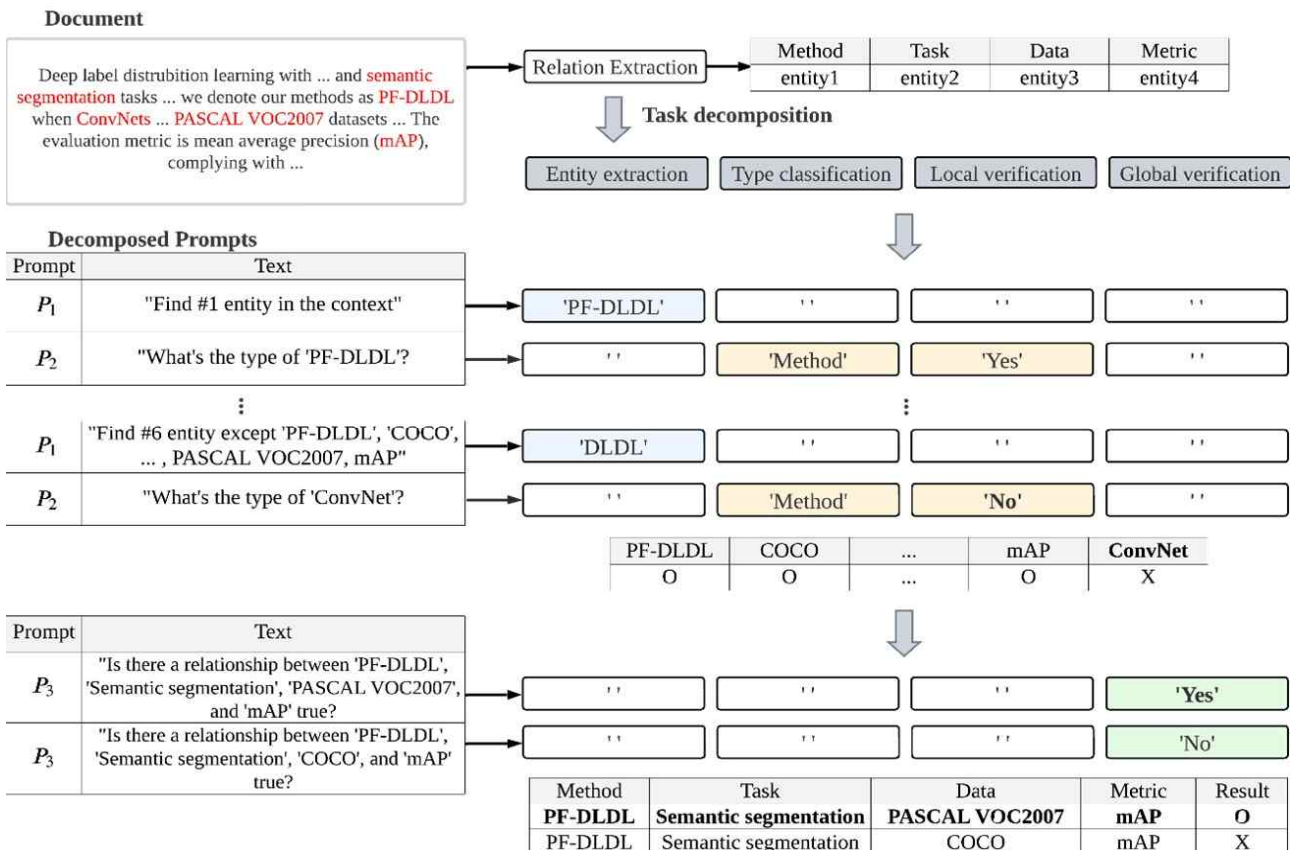 Document
Deep label distrubition learning with ... and semantic
segmentation tasks ... we denote our methods as PF-DLDL
when ConvNets ... PASCAL VOC2007 datasets ... The
evaluation metric is mean average precision (mAP),
complying with ...
Relation Extraction
Method Task Data Metric
entity1 entity2 entity3 entity4
Task decomposition
Entity extraction Type classification Local verification Global verification
Decomposed Prompts
Prompt Text
P1 "Find #1 entity in the context" 'PF-DLDL' ' ' ' ' ' '
P2 "What's the type of 'PF-DLDL'? ' ' 'Method' 'Yes' ' '
⋮ ⋮
P1 "Find #6 entity except 'PF-DLDL', 'COCO',
... , PASCAL VOC2007, mAP" 'DLDL' ' ' ' ' ' '
P2 "What's the type of 'ConvNet'? ' ' 'Method' 'No' ' '
PF-DLDL COCO ... mAP ConvNet
O O ... O X
Prompt Text
P3 "Is there a relationship between 'PF-DLDL',
'Semantic segmentation', 'PASCAL VOC2007',
and 'mAP' true? ' ' ' ' ' ' 'Yes'
P3 "Is there a relationship between 'PF-DLDL',
'Semantic segmentation', 'COCO', and 'mAP'
true? ' ' ' ' ' ' 'No'
Method Task Data Metric Result
PF-DLDL Semantic segmentation PASCAL VOC2007 mAP O
PF-DLDL Semantic segmentation COCO mAP X